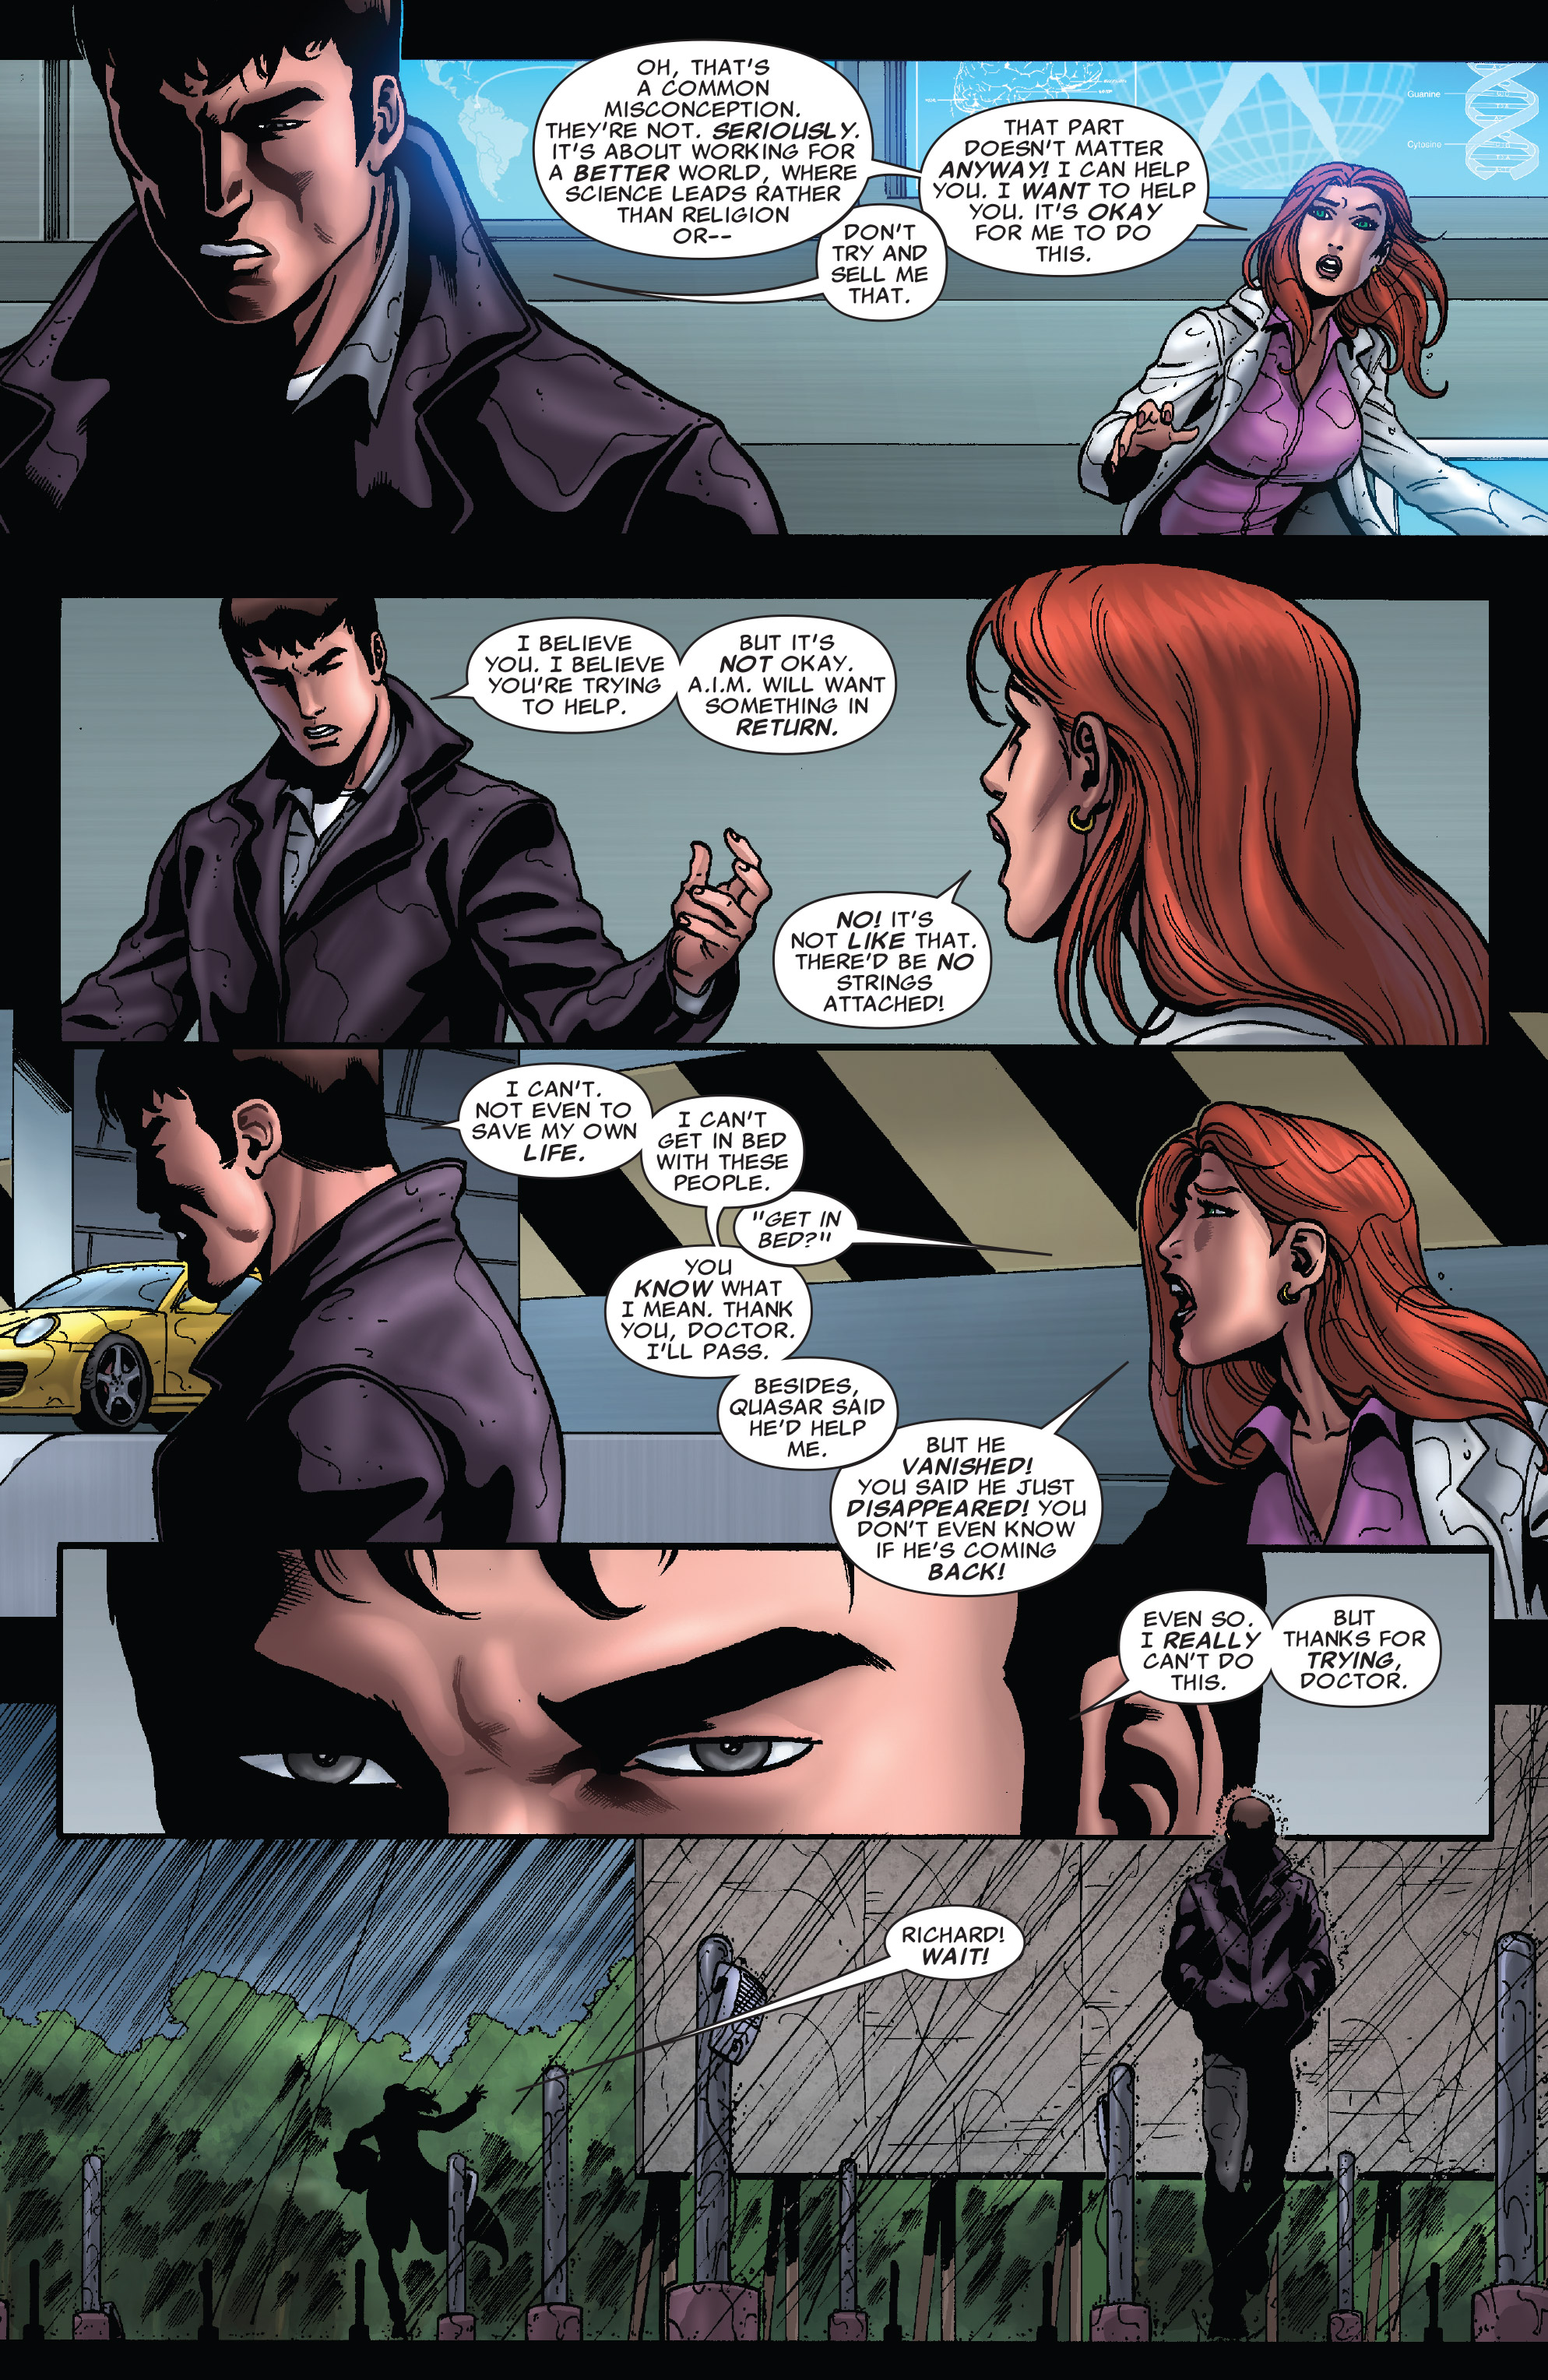 OH, THAT'S
A COMMON
MISCONCEPTION.
THEY'RE NOT. SERIOUSLY.
IT'S ABOUT WORKING FOR
A BETTER WORLD, WHERE
SCIENCE LEADS RATHER
THAN RELIGION
OR--
DON'T
TRY AND
SELL ME
THAT.
THAT PART
DOESN'T MATTER
ANYWAY! I CAN HELP
YOU. I WANT TO HELP
YOU. IT'S OKAY
FOR ME TO DO
THIS.
Guanine
Cytosine
I BELIEVE
YOU. I BELIEVE
YOU'RE TRYING
TO HELP.
BUT IT'S
NOT OKAY.
A.I.M. WILL WANT
SOMETHING IN
RETURN.
NO! IT'S
NOT LIKE THAT.
THERE'D BE NO
STRINGS
ATTACHED!
I CAN'T.
NOT EVEN TO
SAVE MY OWN
LIFE.
I CAN'T
GET IN BED
WITH THESE
PEOPLE.
"GET IN
BED?"
YOU
KNOW WHAT
I MEAN. THANK
YOU, DOCTOR.
I'LL PASS.
BESIDES,
QUASAR SAID
HE'D HELP
ME.
BUT HE
VANISHED!
YOU SAID HE JUST
DISAPPEARED! YOU
DON'T EVEN KNOW
IF HE'S COMING
BACK!
EVEN SO.
I REALLY
CAN'T DO
THIS.
BUT
THANKS FOR
TRYING,
DOCTOR.
RICHARD!
WAIT!